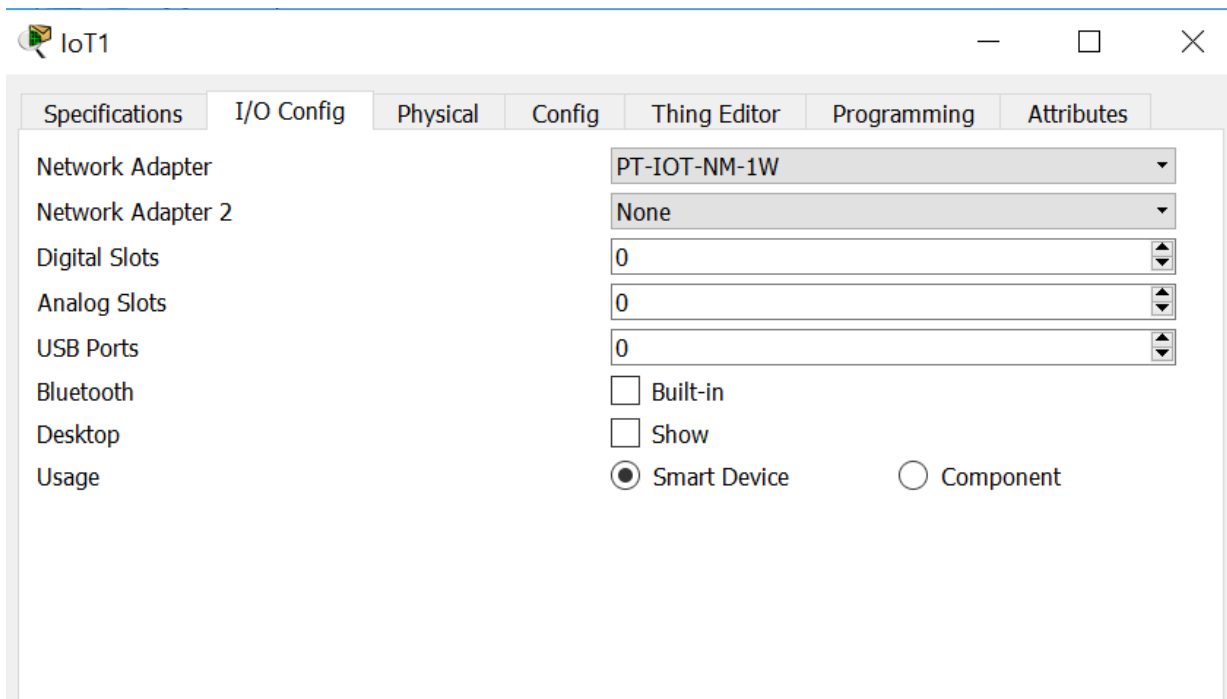 IoT1
Specifications I/O Config Physical Config Thing Editor Programming Attributes
Network Adapter PT-IOT-NM-1W
Network Adapter 2 None
Digital Slots 0
Analog Slots 0
USB Ports 0
Bluetooth Built-in
Desktop Show
Usage Smart Device Component